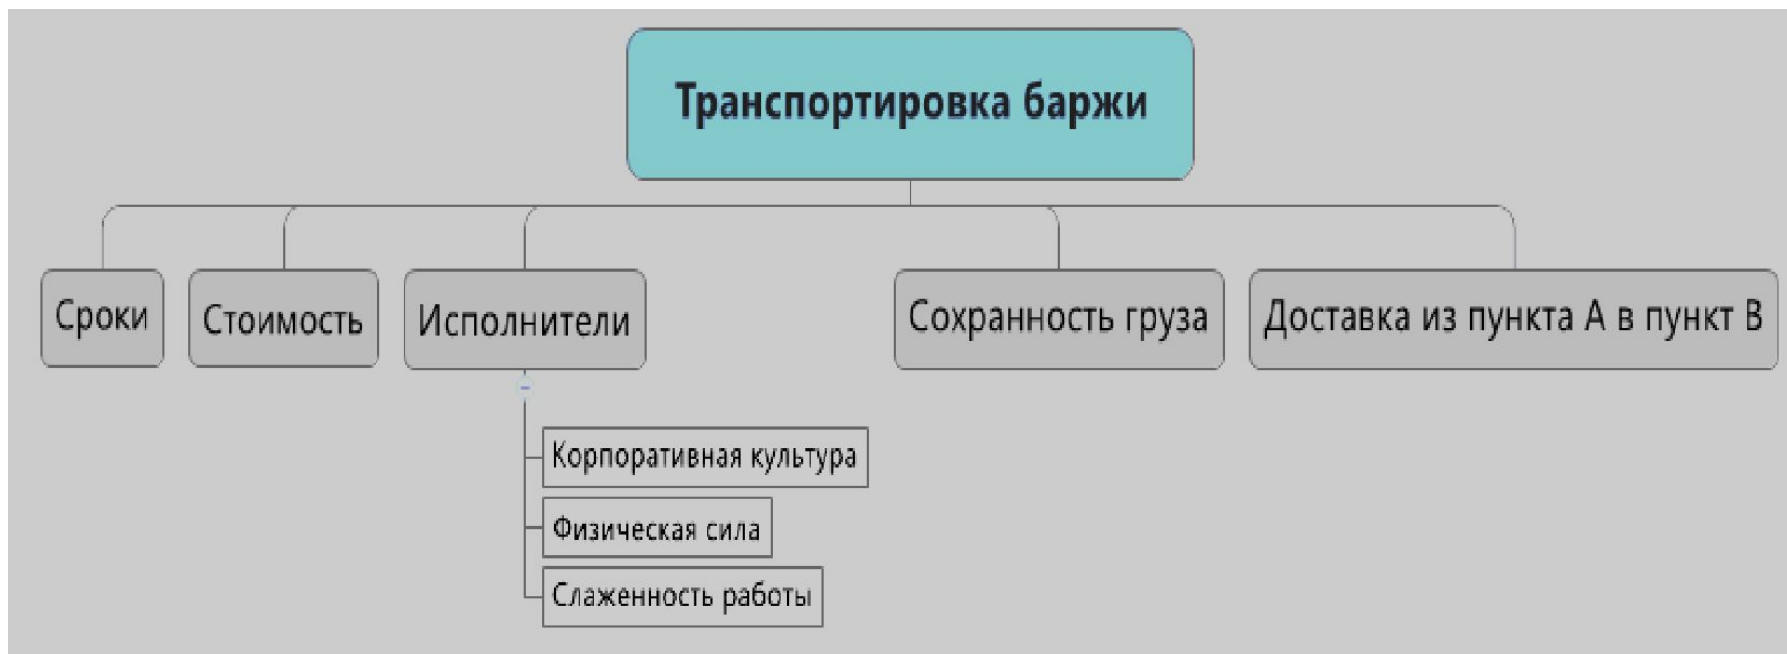 Транспортировка баржи
Сроки
Стоимость
Исполнители
Сохранность груза
Доставка из пункта А в пункт В
Корпоративная культура
Физическая сила
Слаженность работы